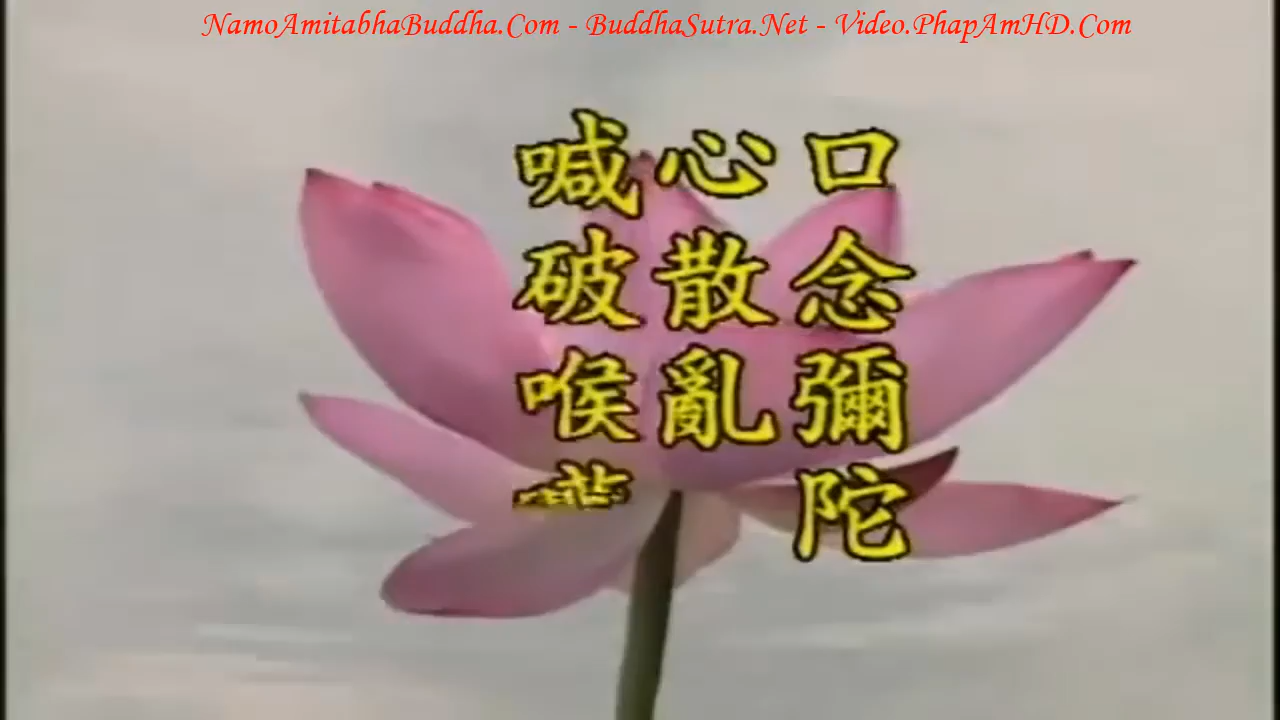 NamoAmitabhaBuddha.Com - BuddhaSutra.Net - Video.PhapAmHD.Com
口念彌陀
心散亂
喊破喉